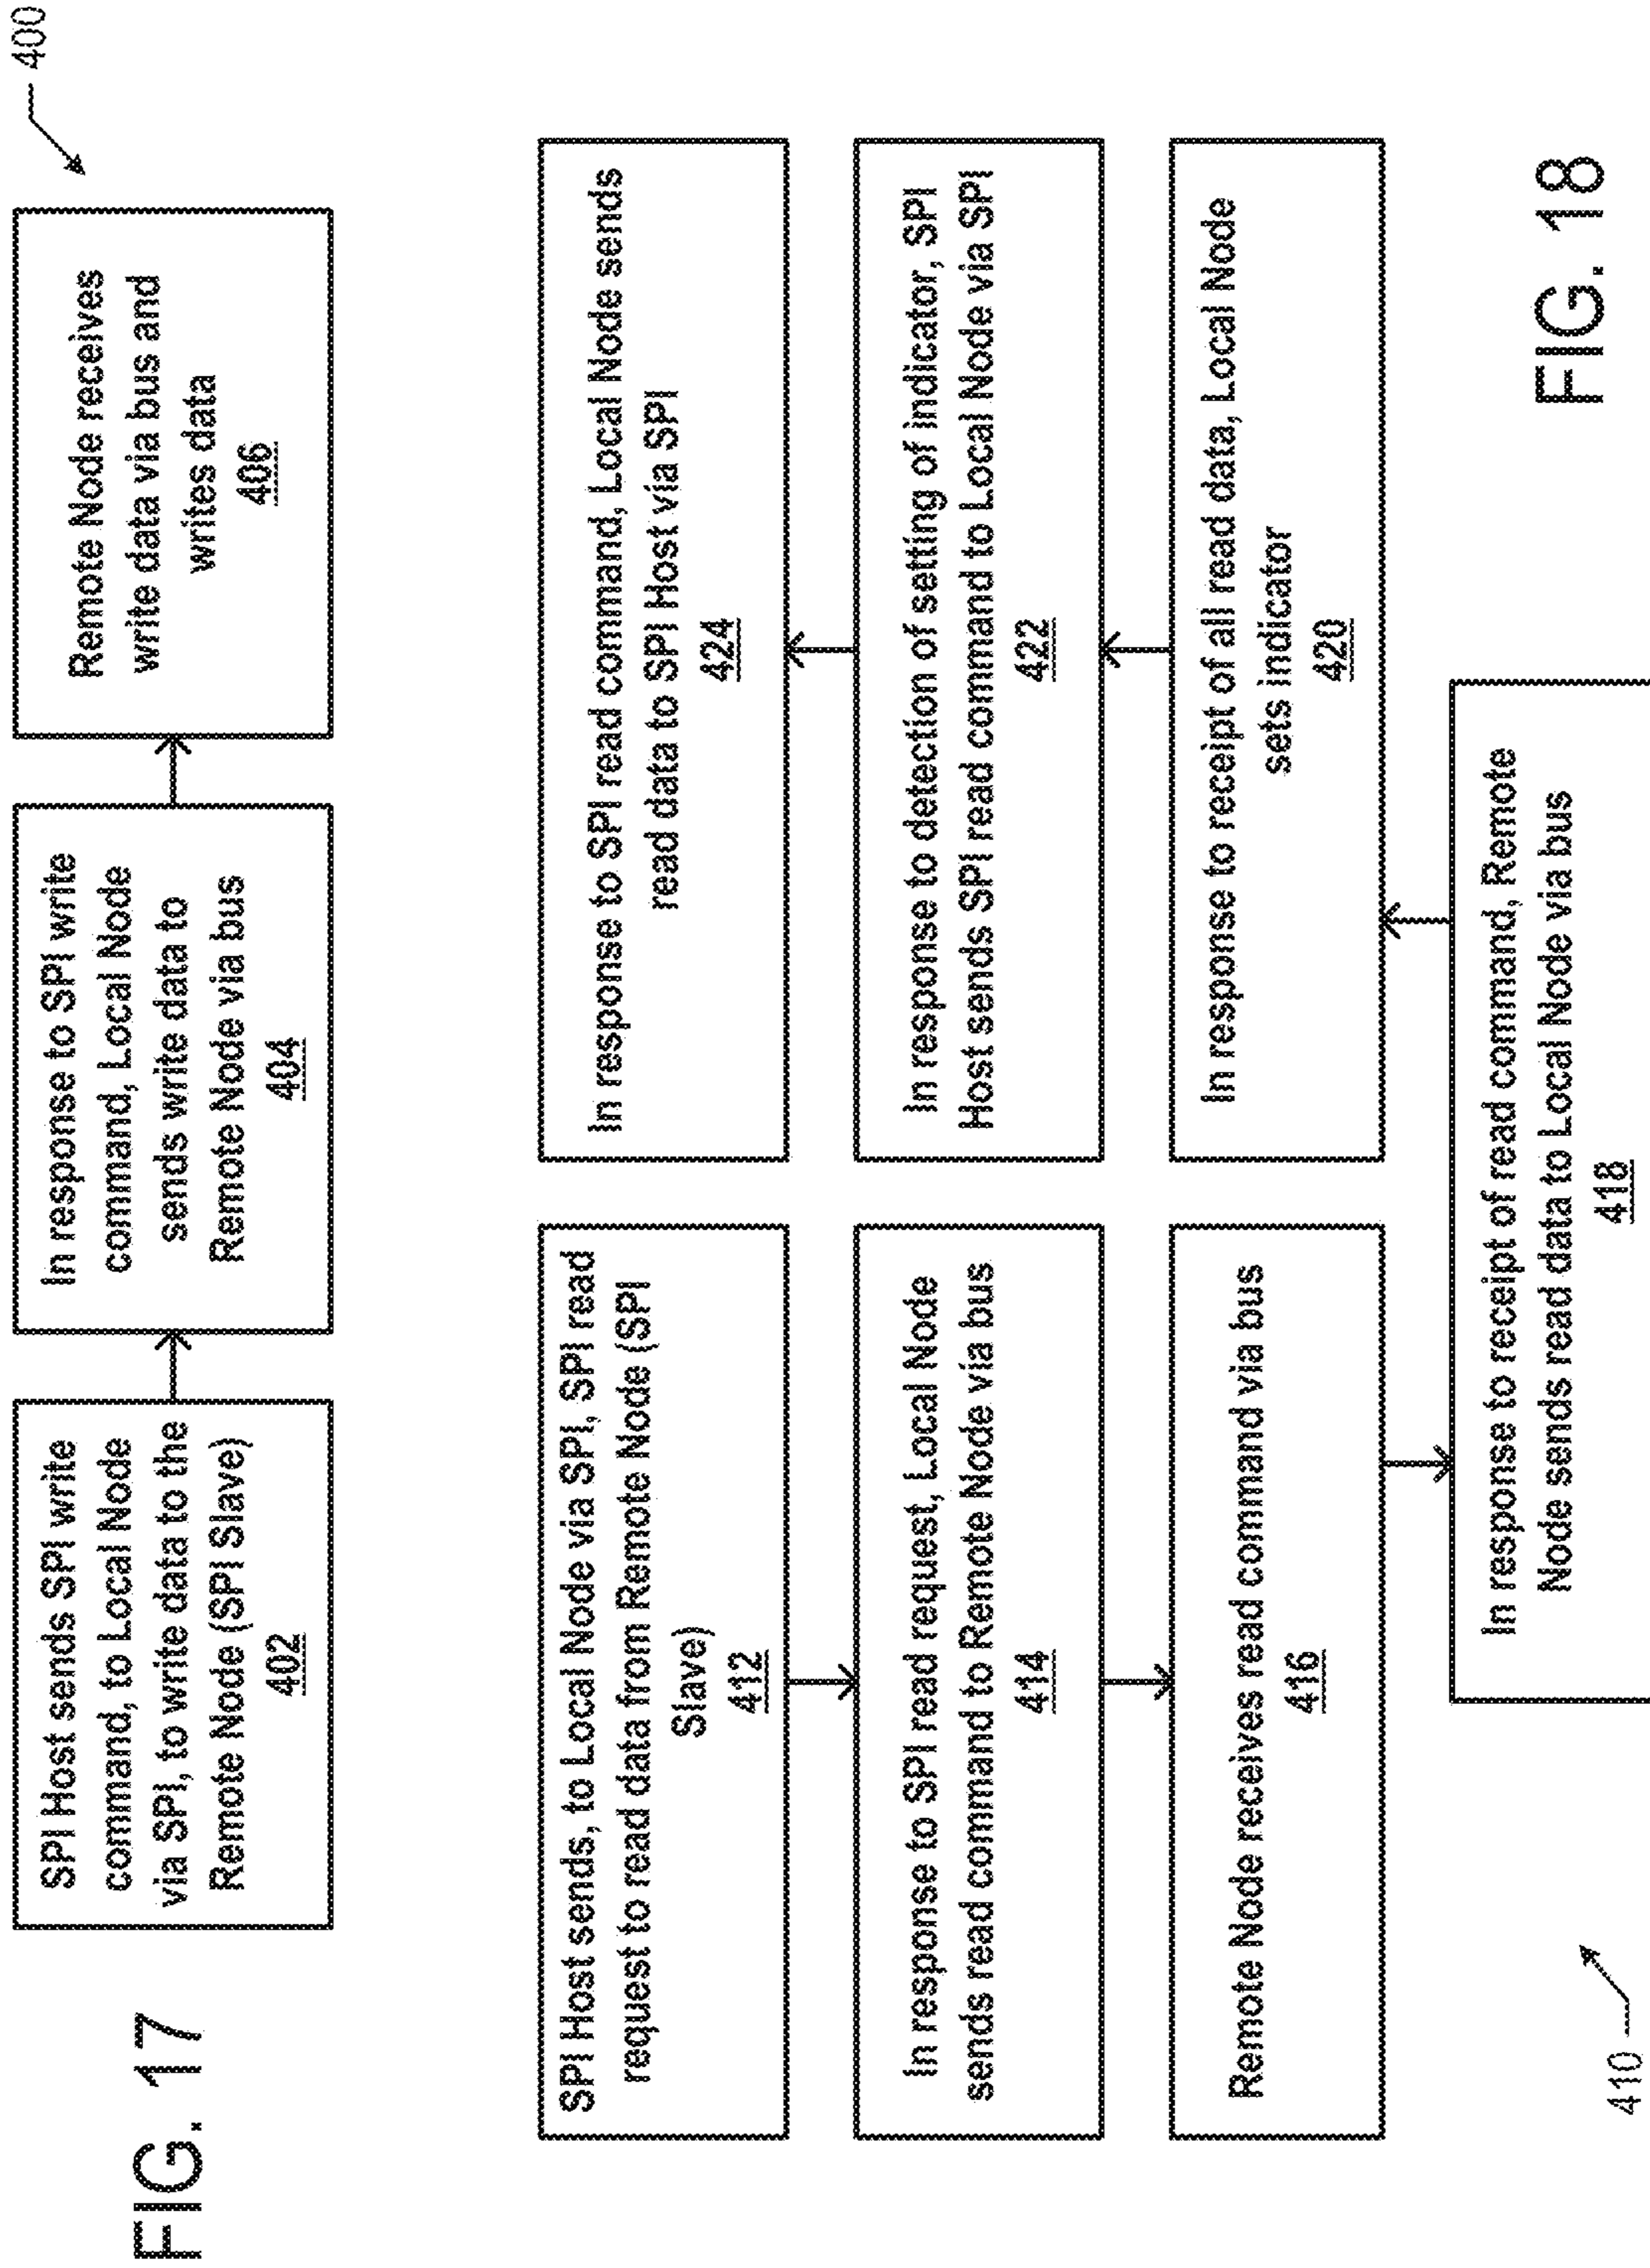 FIG. 17
400
SPI Host sends SPI write
command, to Local Node
via SPI, to write data to the
Remote Node (SPI Slave)
402
In response to SPI write
command, Local Node
sends write data to
Remote Node via bus
404
Remote Node receives
write data via bus and
writes data
406
SPI Host sends, to Local Node via SPI, SPI read
request to read data from Remote Node (SPI
Slave)
412
In response to SPI read request, Local Node
sends read command to Remote Node via bus
414
Remote Node receives read command via bus
416
In response to receipt of read command, Remote
Node sends read data to Local Node via bus
418
In response to receipt of all read data, Local Node
sets indicator
420
In response to detection of setting of indicator, SPI
Host sends SPI read command to Local Node via SPI
422
In response to SPI read command, Local Node sends
read data to SPI Host via SPI
424
410
FIG. 18